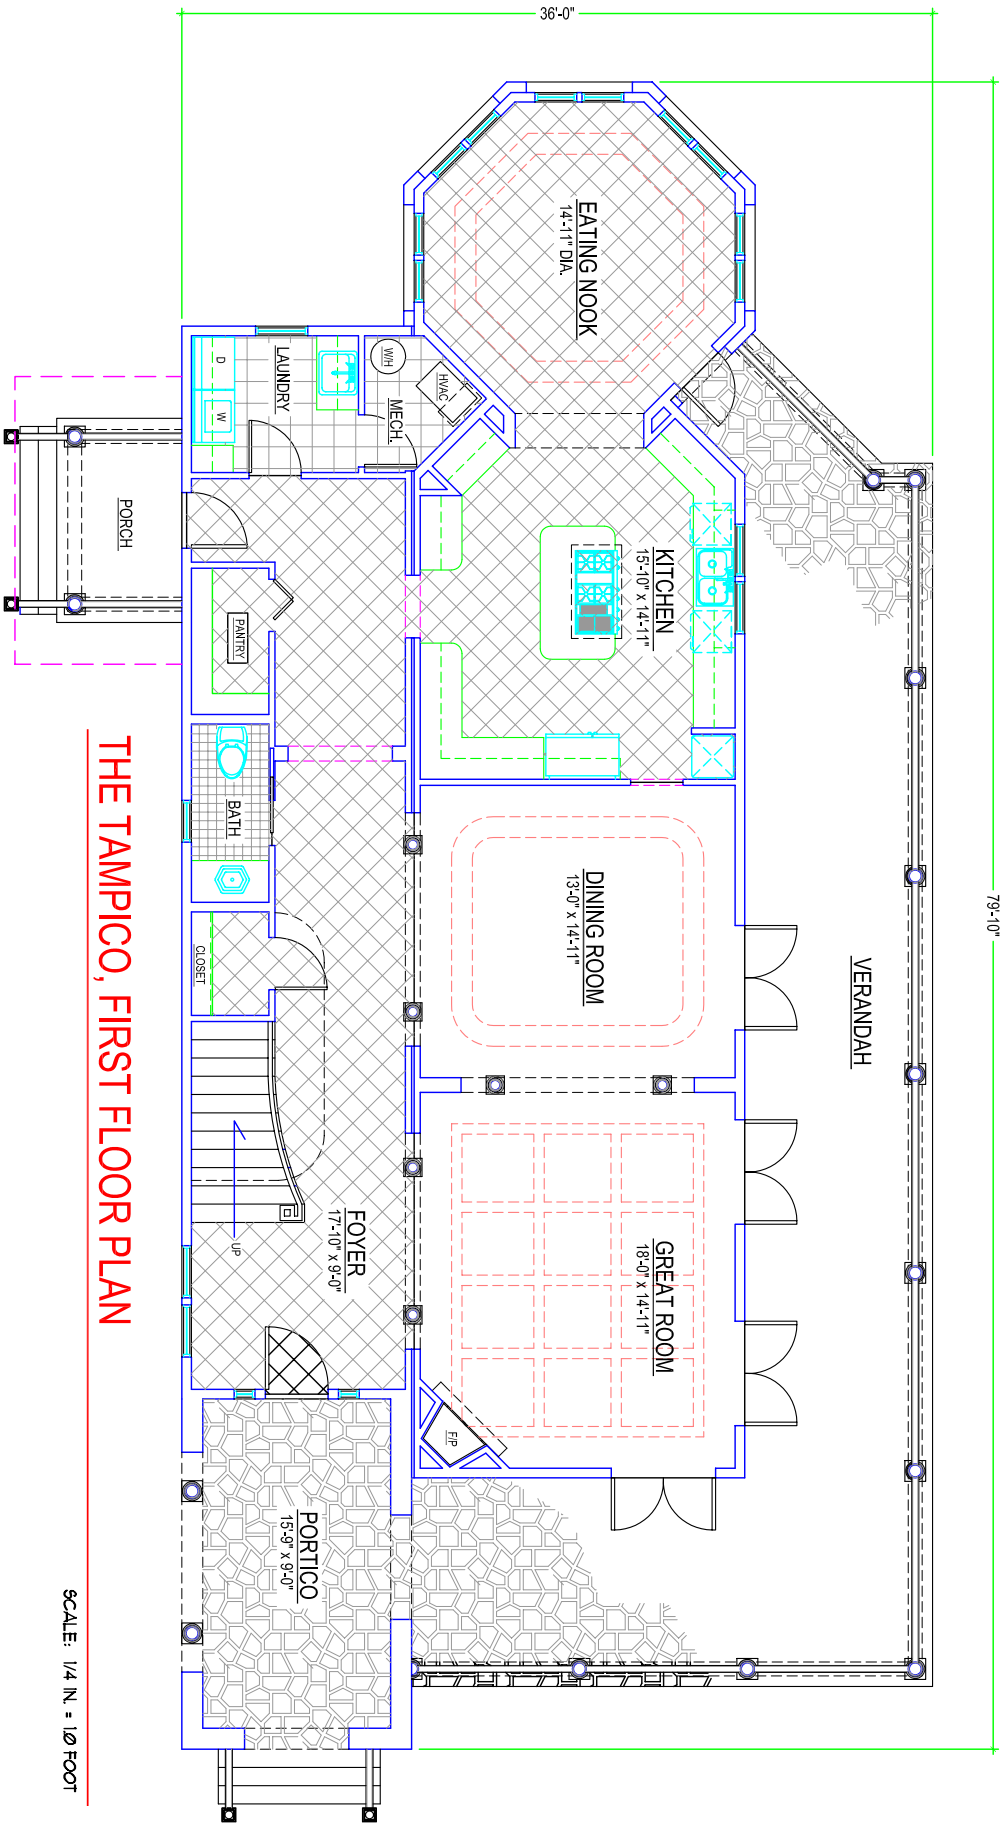 36'-0"
79'-10"
EATING NOOK
14'-11" DIA.
LAUNDRY
D
W
W/H
HVAC
MECH.
PORCH
KITCHEN
15'-10" x 14'-11"
PANTRY
BATH
CLOSET
DINING ROOM
13'-0" x 14'-11"
VERANDAH
UP
FOYER
17'-10" x 9'-0"
GREAT ROOM
18'-0" x 14'-11"
F/P
PORTICO
15'-9" x 9'-0"
THE TAMPICO, FIRST FLOOR PLAN
SCALE: 1/4 IN. = 1.0 FOOT